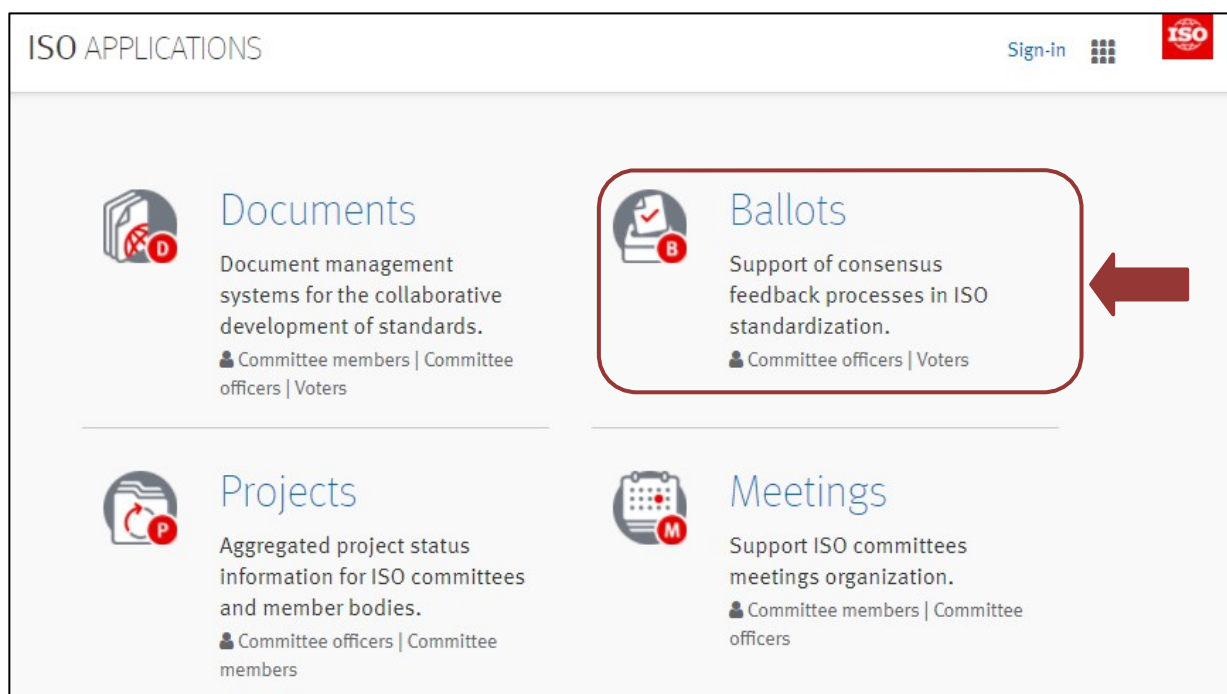 ISO APPLICATIONS
Sign-in
ISO
Documents
D
Document management
systems for the collaborative
development of standards.
Committee members | Committee
officers | Voters
Ballots
B
Support of consensus
feedback processes in ISO
standardization.
Committee officers | Voters
Projects
P
Aggregated project status
information for ISO committees
and member bodies.
Committee officers | Committee
members
Meetings
M
Support ISO committees
meetings organization.
Committee members | Committee
officers